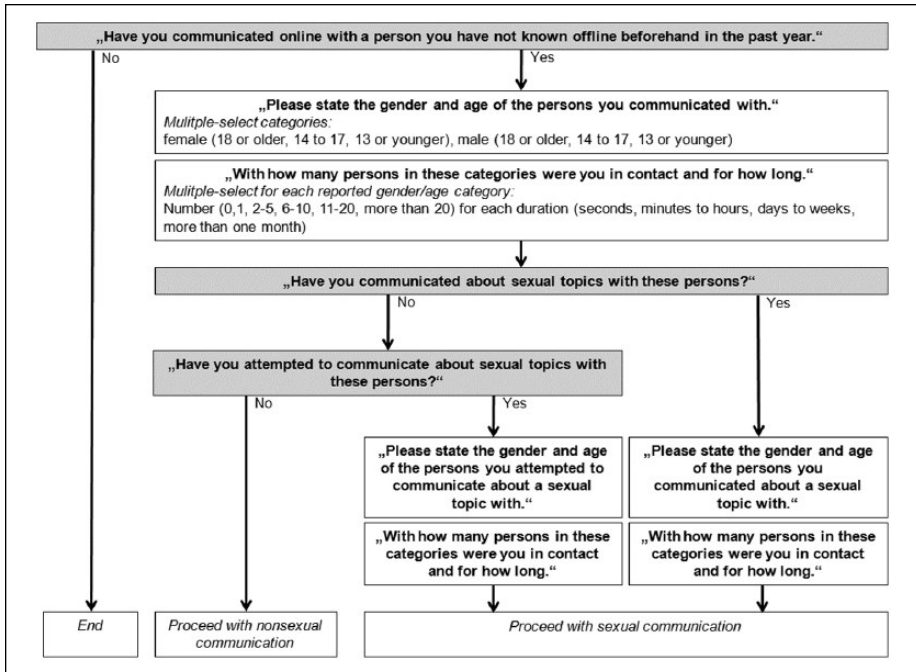 „Have you communicated online with a person you have not known offline beforehand in the past year.“
No
Yes
„Please state the gender and age of the persons you communicated with.“
Mulitple-select categories:
female (18 or older, 14 to 17, 13 or younger), male (18 or older, 14 to 17, 13 or younger)
„With how many persons in these categories were you in contact and for how long.“
Mulitple-select for each reported gender/age category:
Number (0,1, 2-5, 6-10, 11-20, more than 20) for each duration (seconds, minutes to hours, days to weeks,
more than one month)
„Have you communicated about sexual topics with these persons?“
No
Yes
„Have you attempted to communicate about sexual topics with
these persons?“
No
Yes
„Please state the gender and age
of the persons you attempted to
communicate about a sexual
topic with.“
„Please state the gender and age
of the persons you
communicated about a sexual
topic with.“
„With how many persons in these
categories were you in contact
and for how long.“
„With how many persons in these
categories were you in contact
and for how long.“
End
Proceed with nonsexual
communication
Proceed with sexual communication